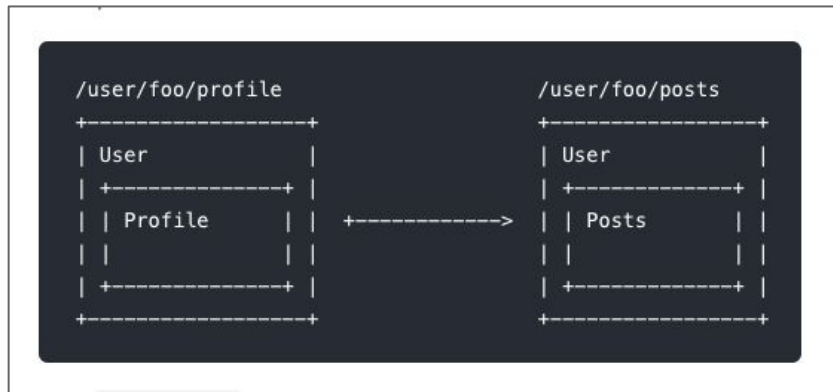 /user/foo/profile                     /user/foo/posts
+------------------+                  +-----------------+
| User             |                  | User            |
| +--------------+ |                  | +-------------+ |
| | Profile      | |  +------------>  | | Posts       | |
| |              | |                  | |             | |
| +--------------+ |                  | +-------------+ |
+------------------+                  +-----------------+